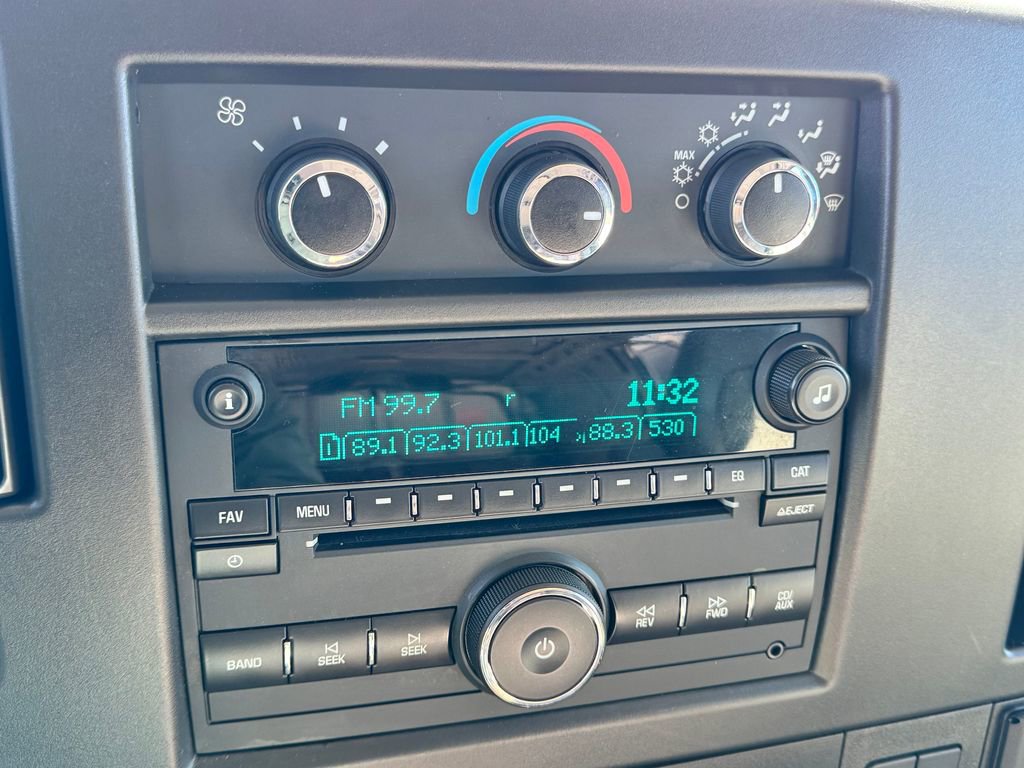 MAX
FM 99.7 r 11:32
1 89.1 92.3 101.1 104 88.3 530
i
FAV MENU EQ CAT
EJECT
BAND SEEK SEEK REV FWD CD/AUX